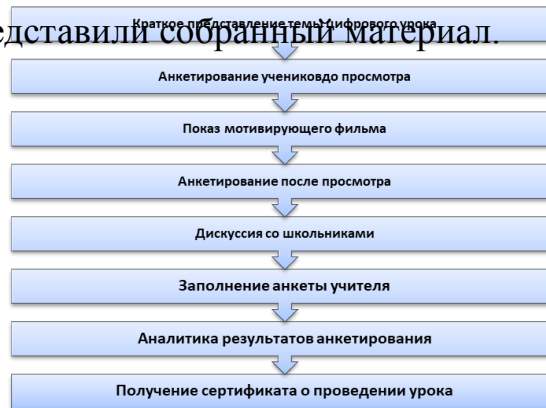 Краткое представление темы цифрового урока
едставили собранный материал.
Анкетирование учениковдо просмотра
Показ мотивирующего фильма
Анкетирование после просмотра
Дискуссия со школьниками
Заполнение анкеты учителя
Аналитика результатов анкетирования
Получение сертификата о проведении урока